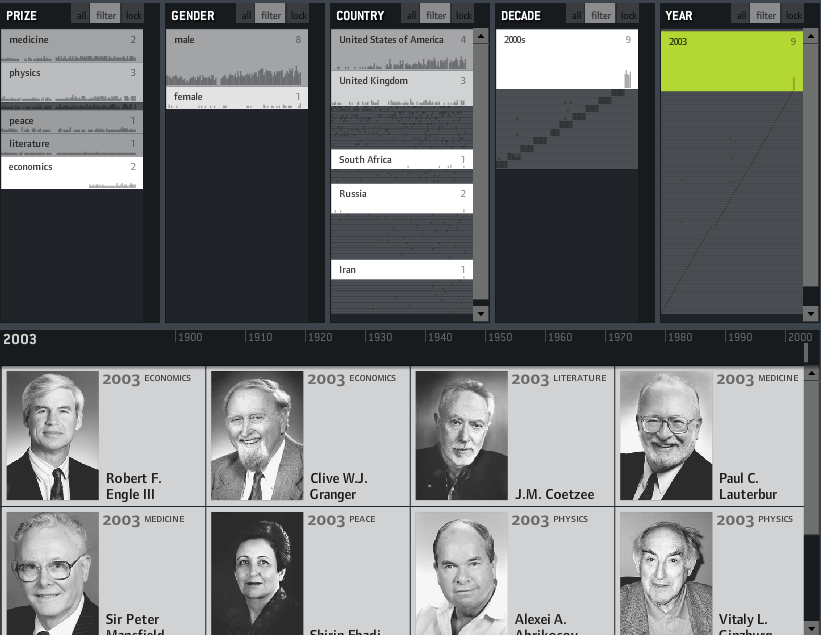 PRIZE all filter lock
medicine 2
physics 3
peace 1
literature 1
economics 2
GENDER all filter lock
male 8
female 1
COUNTRY all filter lock
United States of America 4
United Kingdom 3
South Africa 1
Russia 2
Iran 1
DECADE all filter lock
2000s 9
YEAR all filter lock
2003 9
2003
1900 1910 1920 1930 1940 1950 1960 1970 1980 1990 2000
2003 ECONOMICS
Robert F.
Engle III
2003 ECONOMICS
Clive W.J.
Granger
2003 LITERATURE
J.M. Coetzee
2003 MEDICINE
Paul C.
Lauterbur
2003 MEDICINE
Sir Peter
Mansfield
2003 PEACE
Shirin Ebadi
2003 PHYSICS
Alexei A.
Abrikosov
2003 PHYSICS
Vitaly L.
Ginzburg